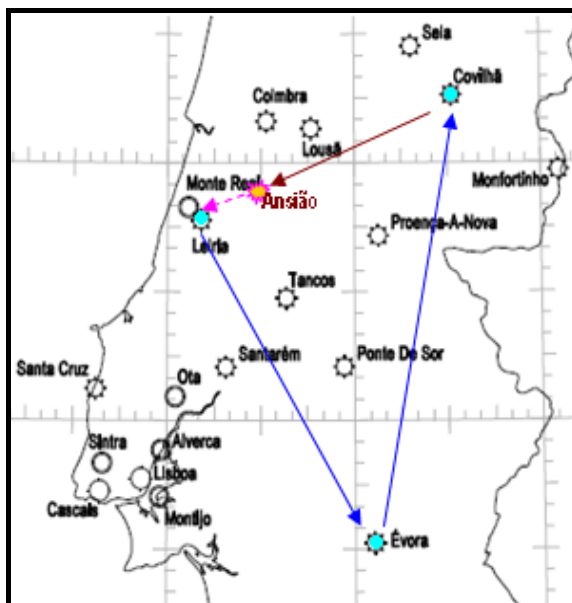 Seia
Covilhã
Coimbra
Lousã
Monfortinho
Monte Real
Ansião
Leiria
Proença-A-Nova
Tancos
Santarém
Ponte De Sor
Santa Cruz
Ota
Sintra
Alverca
Lisboa
Cascais
Montijo
Évora